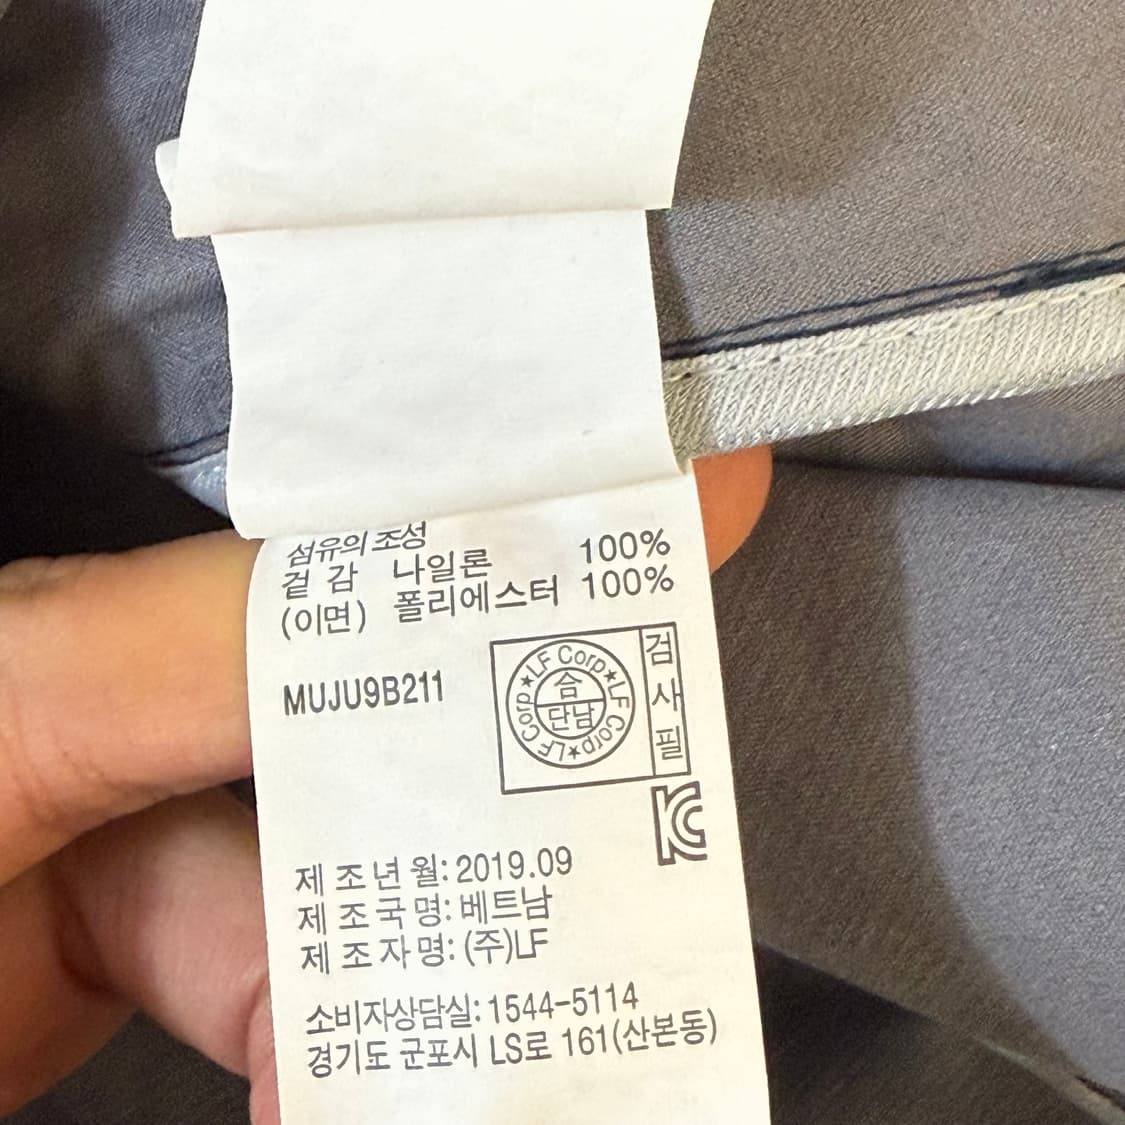 섬유의 조성
겉 감 나일론 100%
(이면) 폴리에스터 100%
MUJU9B211
LF Corp★LF Corp★LF Corp★
숨
단남
검사필
KC
제조년월: 2019.09
제조국명: 베트남
제조자명: (주)LF
소비자상담실: 1544-5114
경기도 군포시 LS로 161(산본동)